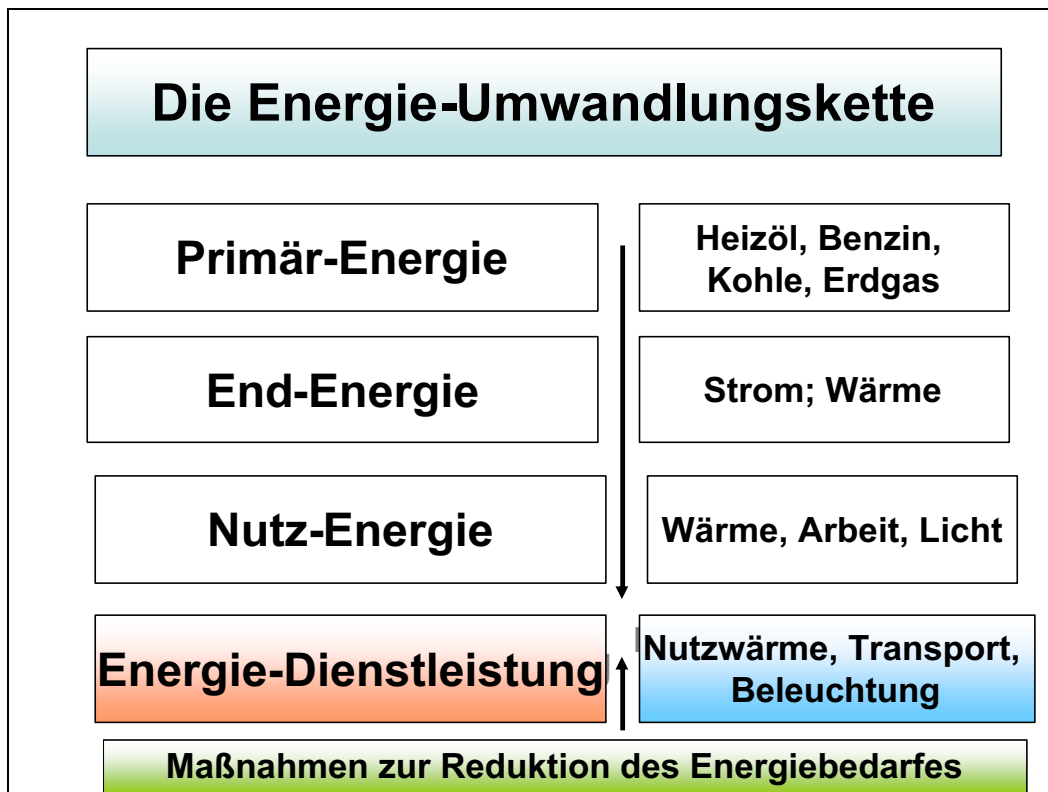 Die Energie-Umwandlungskette
Primär-Energie
Heizöl, Benzin,
Kohle, Erdgas
End-Energie
Strom; Wärme
Nutz-Energie
Wärme, Arbeit, Licht
Energie-Dienstleistung
Nutzwärme, Transport,
Beleuchtung
Maßnahmen zur Reduktion des Energiebedarfes